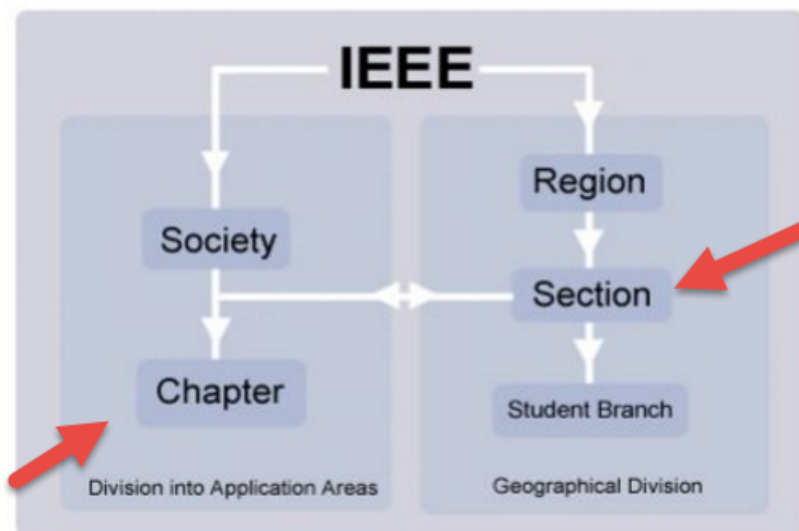 IEEE
Society
Chapter
Division into Application Areas
Region
Section
Student Branch
Geographical Division